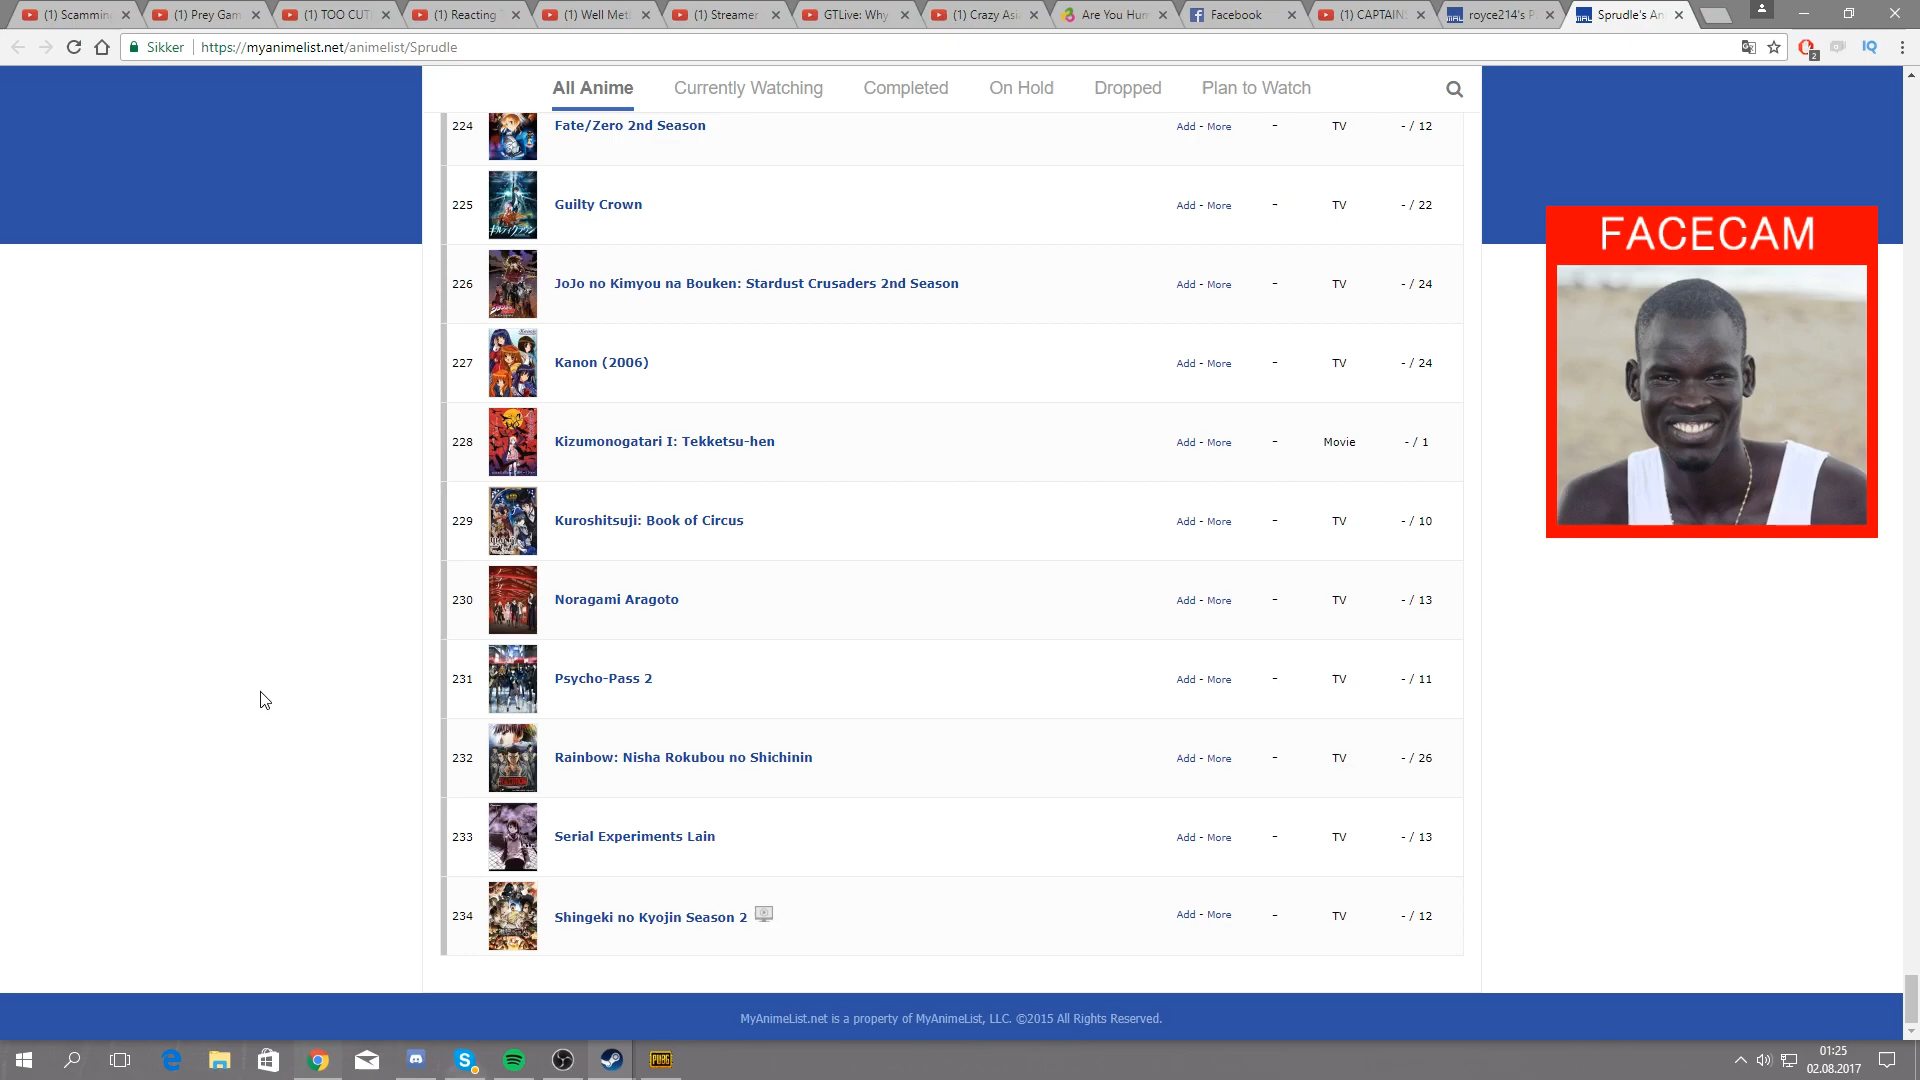 (1) Scammin
(1) Prey Gam
(1) TOO CUT
(1) Reacting
(1) Well Met
(1) Streamer
GTLive: Why
(1) Crazy Asi
Are You Hum
Facebook
(1) CAPTAIN
royce214's P
Sprudle's An
Sikker
https://myanimelist.net/animelist/Sprudle
2
IQ
All Anime
Currently Watching
Completed
On Hold
Dropped
Plan to Watch
224 Fate/Zero 2nd Season Add - More - TV - / 12
225 Guilty Crown Add - More - TV - / 22
226 JoJo no Kimyou na Bouken: Stardust Crusaders 2nd Season Add - More - TV - / 24
227 Kanon (2006) Add - More - TV - / 24
228 Kizumonogatari I: Tekketsu-hen Add - More - Movie - / 1
229 Kuroshitsuji: Book of Circus Add - More - TV - / 10
230 Noragami Aragoto Add - More - TV - / 13
231 Psycho-Pass 2 Add - More - TV - / 11
232 Rainbow: Nisha Rokubou no Shichinin Add - More - TV - / 26
233 Serial Experiments Lain Add - More - TV - / 13
234 Shingeki no Kyojin Season 2 Add - More - TV - / 12
FACECAM
MyAnimeList.net is a property of MyAnimeList, LLC. ©2015 All Rights Reserved.
PUBG
01:25
02.08.2017